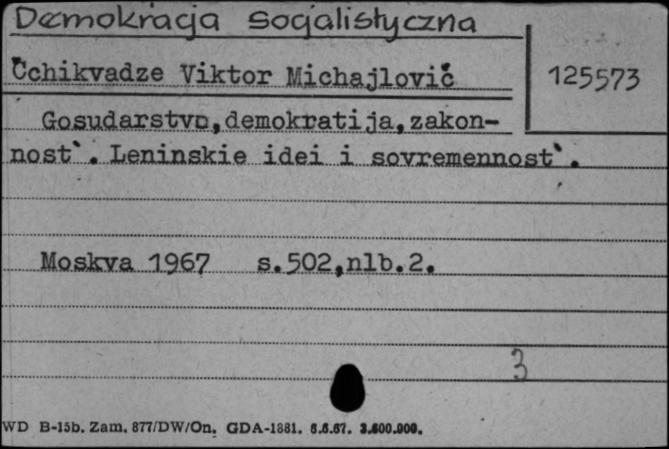 Demokracja Socjalistyczna
Čchikvadze Viktor Michajlovič
125573
Gosudarstvo,demokratija,zakon-
nost`. Leninskie idei i sovremennost`.
Moskva 1967 s.502,nlb.2.
3
WD B-15b. Zam. 877/DW/On. GDA-1881. 6.6.67. 3.600.000.